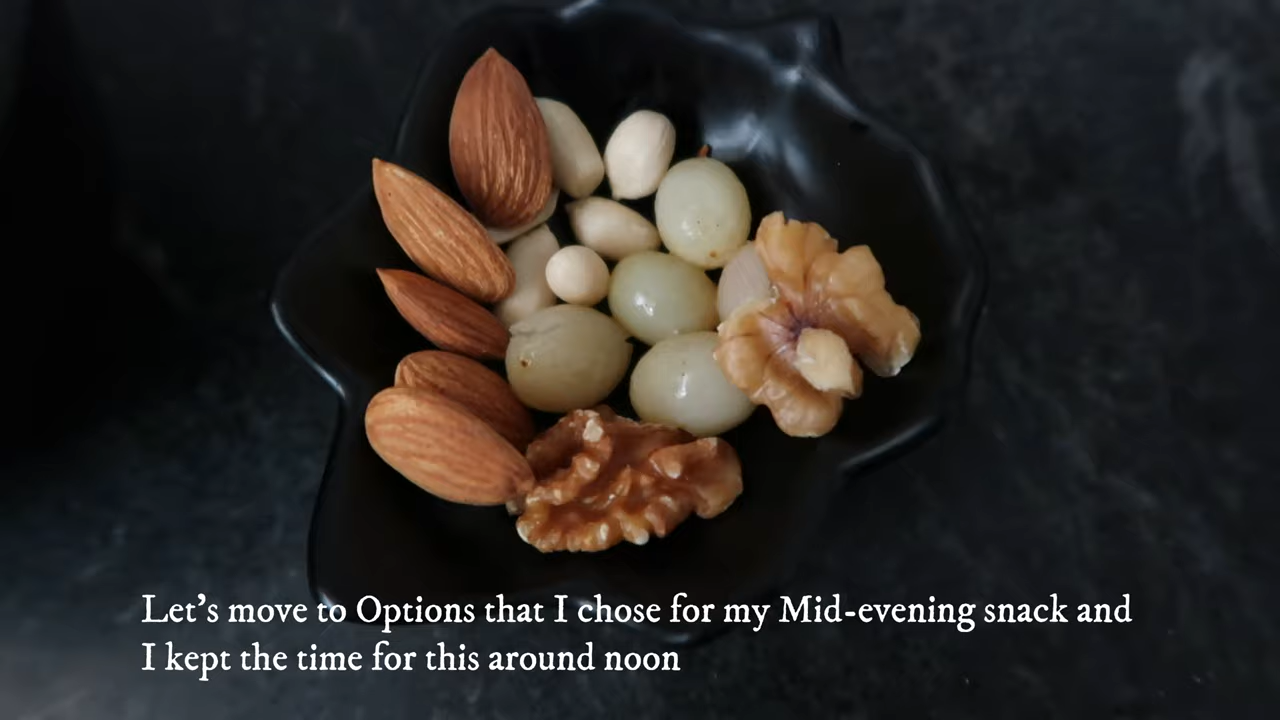 Let's move to Options that I chose for my Mid-evening snack and
I kept the time for this around noon